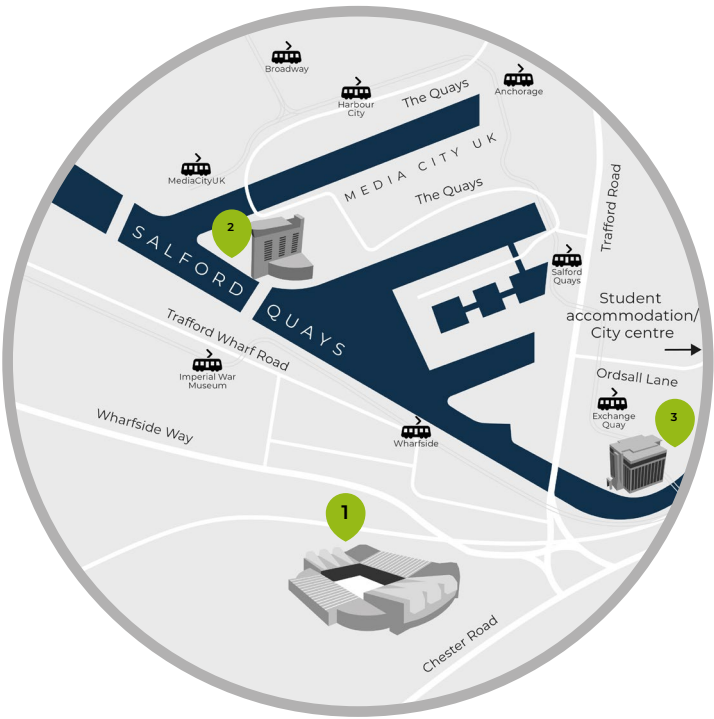 Broadway
Harbour
City
The Quays
Anchorage
MediaCityUK
MEDIA CITY UK
The Quays
Trafford Road
2
SALFORD QUAYS
Salford
Quays
Student
accommodation/
City centre
Trafford Wharf Road
Imperial War
Museum
Ordsall Lane
Exchange
Quay
3
Wharfside Way
Wharfside
1
Chester Road